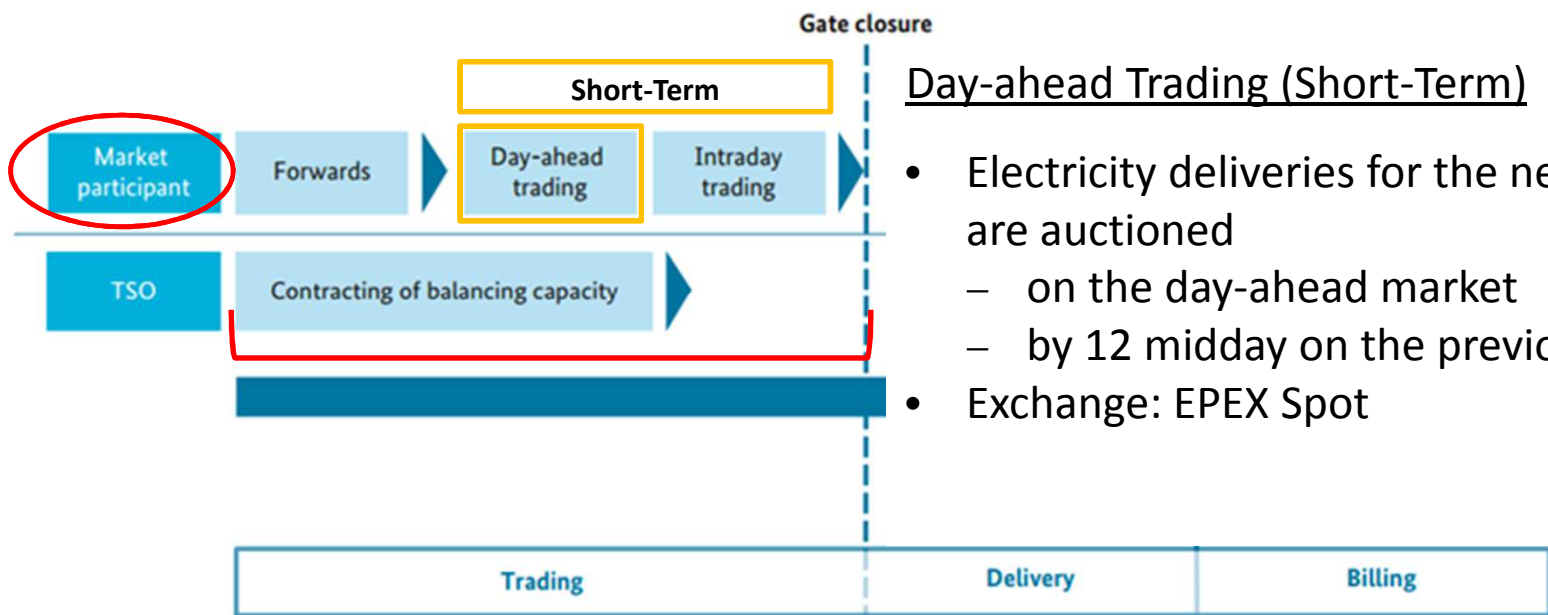 Gate closure
Short-Term
Market
participant
Forwards
Day-ahead
trading
Intraday
trading
TSO
Contracting of balancing capacity
Day-ahead Trading (Short-Term)
• Electricity deliveries for the
are auctioned
– on the day-ahead market
– by 12 midday on the
• Exchange: EPEX Spot
Trading
Delivery
Billing